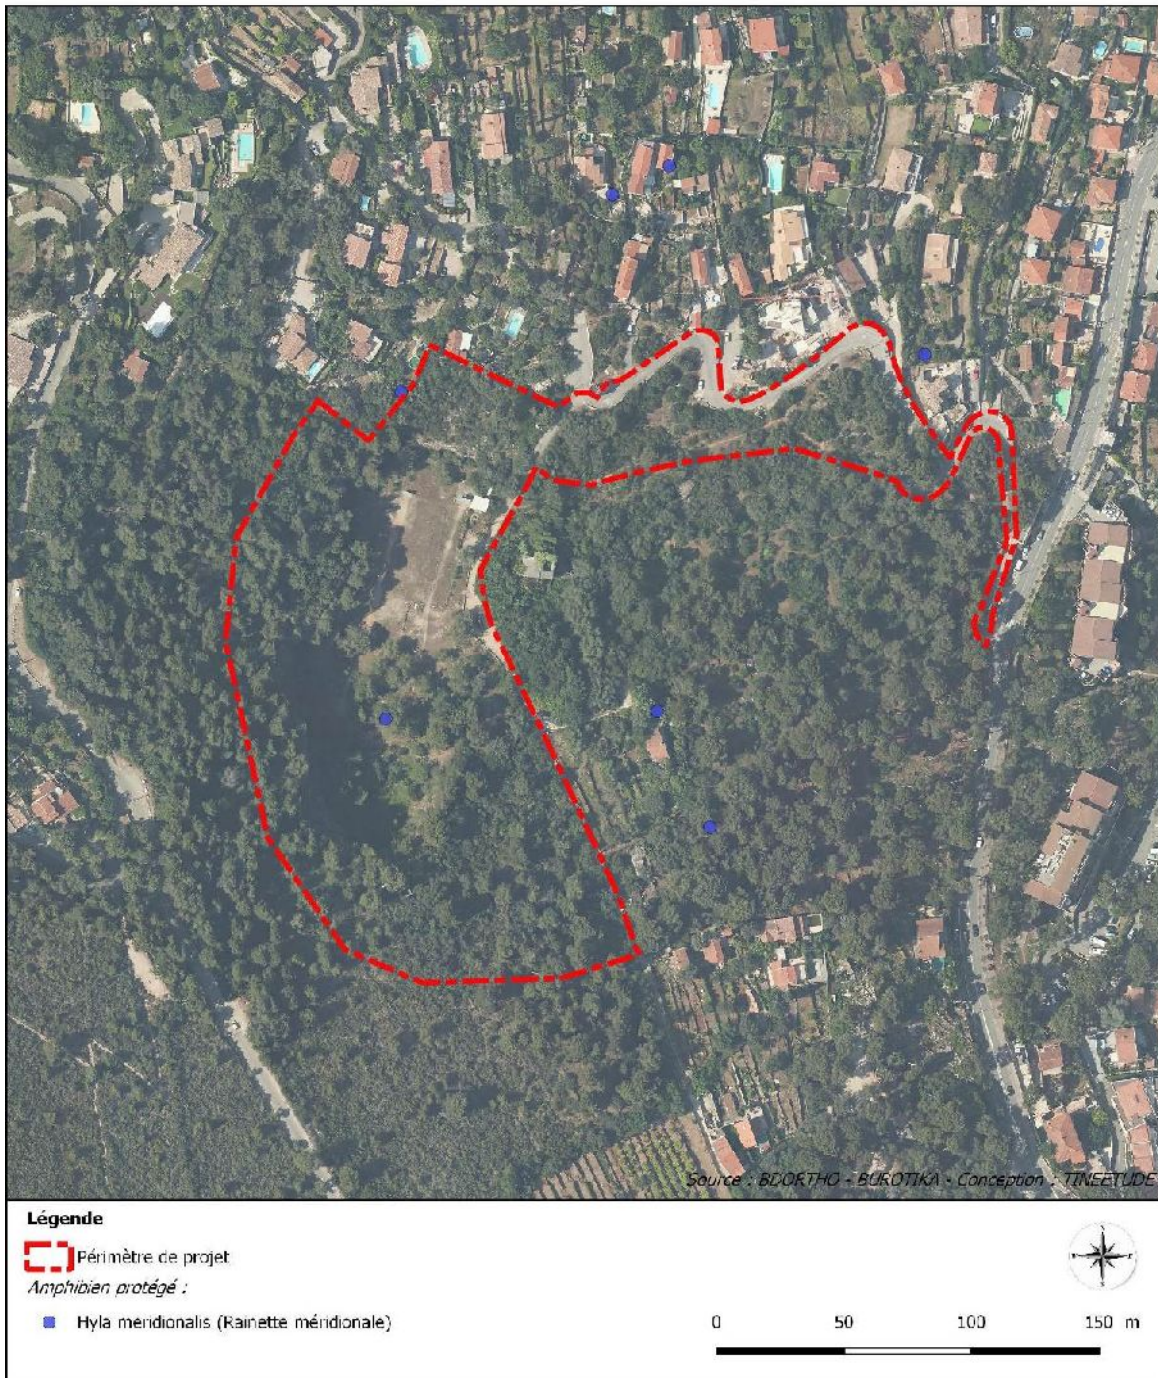 Source : BDORTHO - BUROTIKA - Conception : TINEETUDE
Légende
Périmètre de projet
Amphibien protégé :
Hyla meridionalis (Rainette méridionale)
0 50 100 150 m